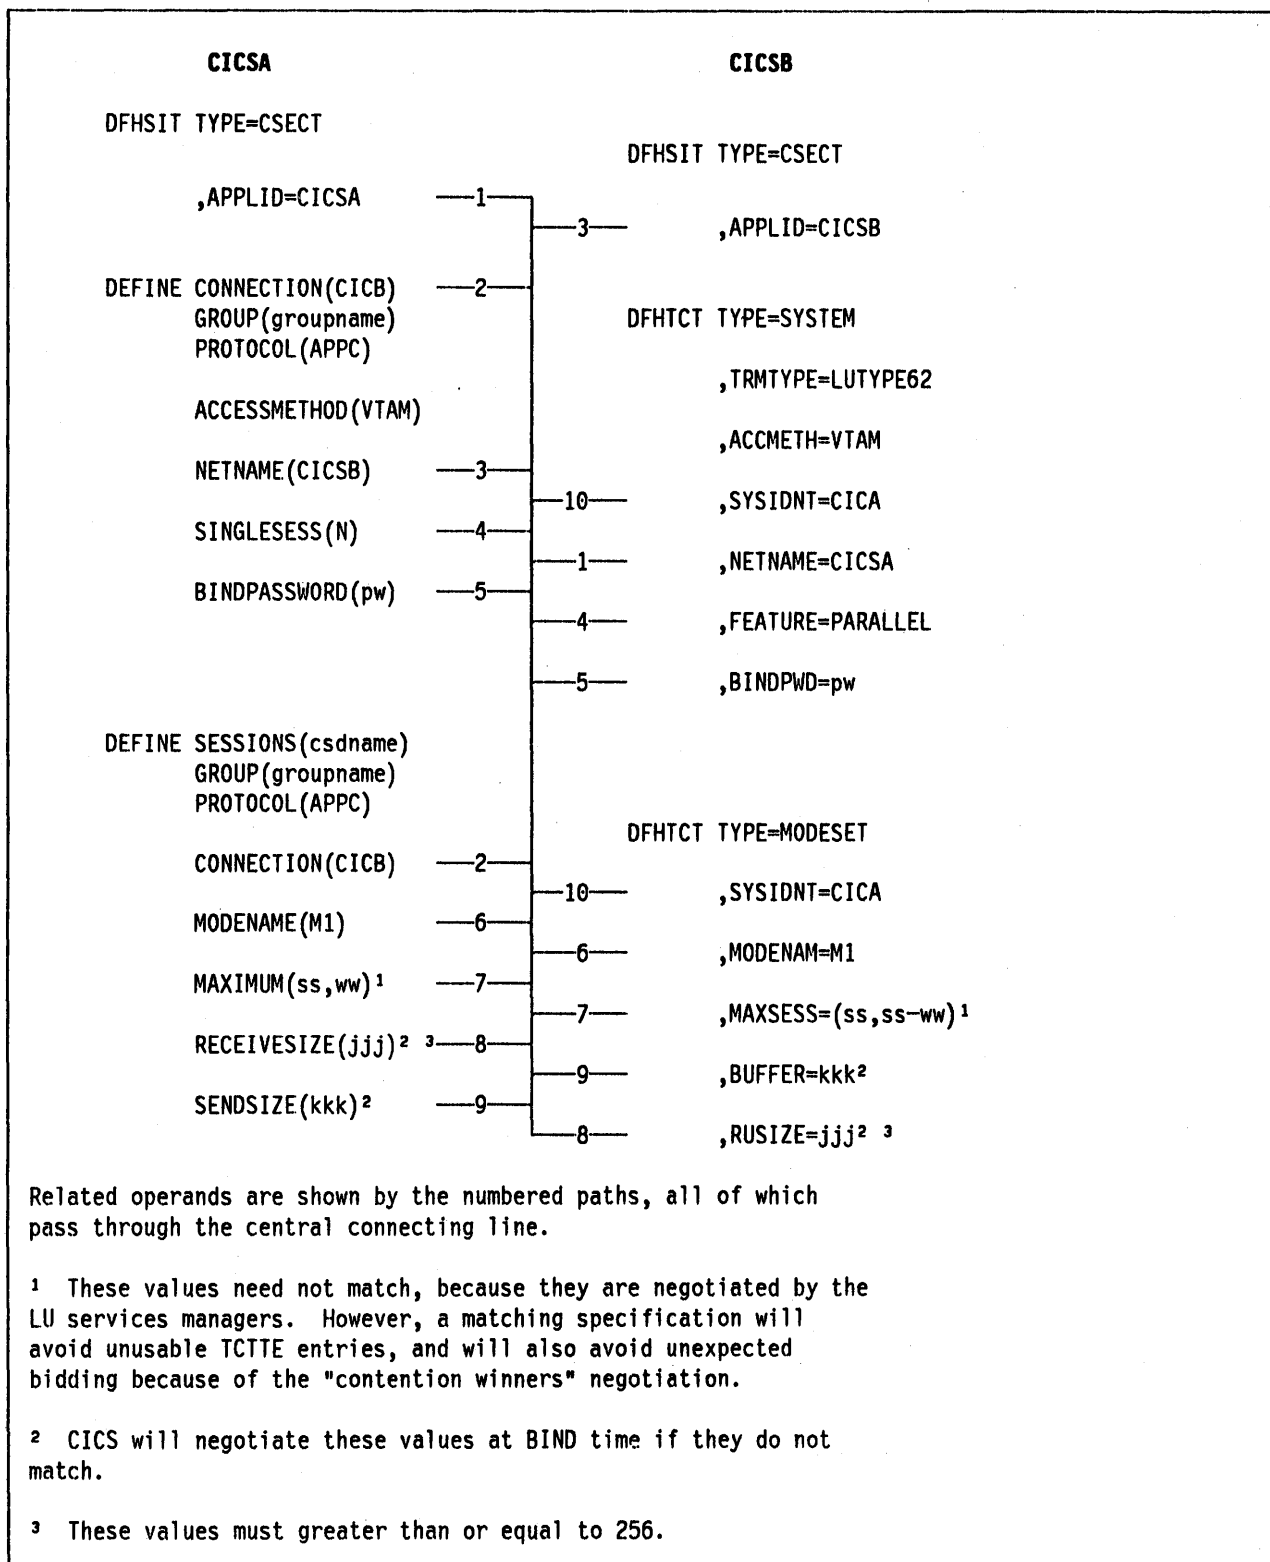 CICSA CICSB
DFHSIT TYPE=CSECT
DFHSIT TYPE=CSECT
,APPLID=CICSA 1
3 ,APPLID=CICSB
DEFINE CONNECTION(CICB) 2
GROUP(groupname) DFHTCT TYPE=SYSTEM
PROTOCOL(APPC)
,TRMTYPE=LUTYPE62
ACCESSMETHOD(VTAM)
,ACCMETH=VTAM
NETNAME(CICSB) 3
10 ,SYSIDNT=CICA
SINGLESESS(N) 4
1 ,NETNAME=CICSA
BINDPASSWORD(pw) 5
4 ,FEATURE=PARALLEL
5 ,BINDPWD=pw
DEFINE SESSIONS(csdname)
GROUP(groupname)
PROTOCOL(APPC)
DFHTCT TYPE=MODESET
CONNECTION(CICB) 2
10 ,SYSIDNT=CICA
MODENAME(M1) 6
6 ,MODENAM=M1
MAXIMUM(ss,ww)¹ 7
7 ,MAXSESS=(ss,ss-ww)¹
RECEIVESIZE(jjj)² ³ 8
9 ,BUFFER=kkk²
SENDSIZE(kkk)² 9
8 ,RUSIZE=jjj² ³
Related operands are shown by the numbered paths, all of which
pass through the central connecting line.
¹ These values need not match, because they are negotiated by the
LU services managers. However, a matching specification will
avoid unusable TCTTE entries, and will also avoid unexpected
bidding because of the "contention winners" negotiation.
² CICS will negotiate these values at BIND time if they do not
match.
³ These values must greater than or equal to 256.